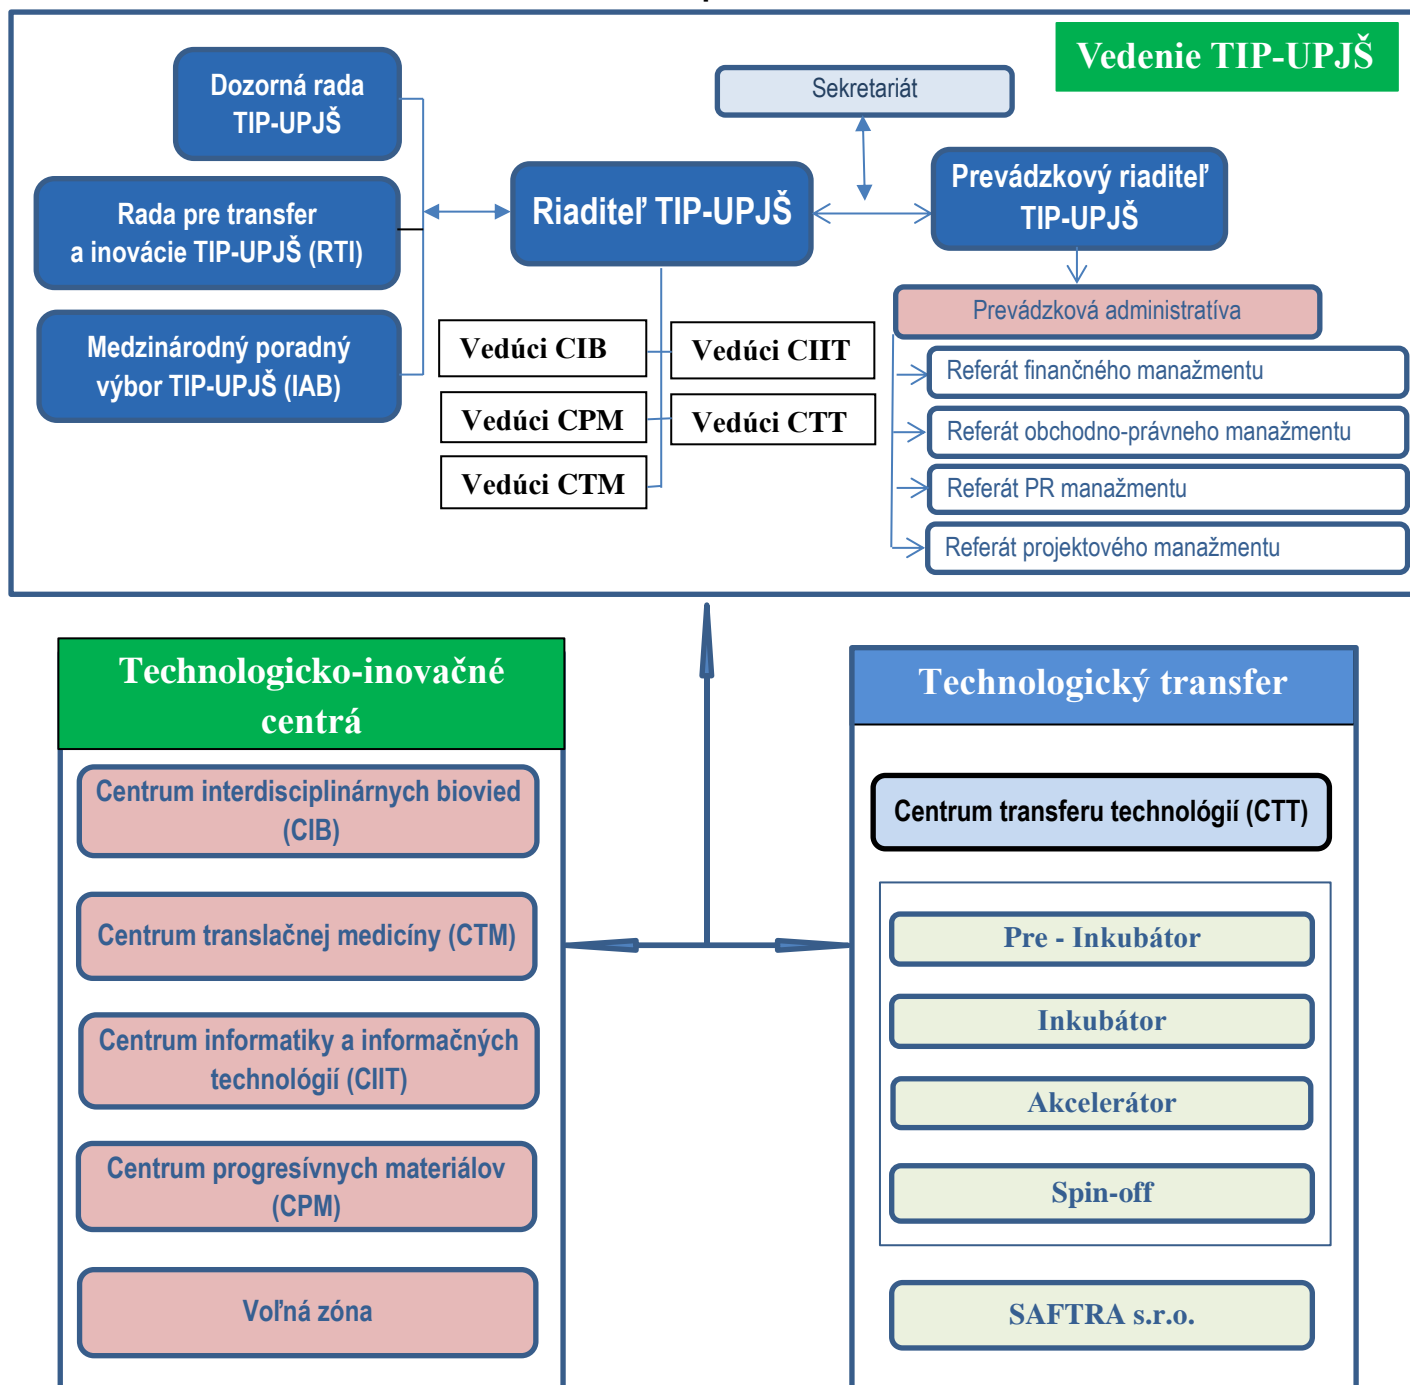 Vedenie TIP-UPJŠ
Dozorná rada
TIP-UPJŠ
Sekretariát
Rada pre transfer
a inovácie TIP-UPJŠ (RTI)
Riaditeľ TIP-UPJŠ
Prevádzkový riaditeľ
TIP-UPJŠ
Medzinárodný poradný
výbor TIP-UPJŠ (IAB)
Prevádzková administratíva
Vedúci CIB
Vedúci CIIT
Vedúci CPM
Vedúci CTT
Vedúci CTM
Referát finančného manažmentu
Referát obchodno-právneho manažmentu
Referát PR manažmentu
Referát projektového manažmentu
Technologicko-inovačné
centrá
Centrum interdisciplinárnych biovied
(CIB)
Centrum translačnej medicíny (CTM)
Centrum informatiky a informačných
technológií (CIIT)
Centrum progresívnych materiálov
(CPM)
Voľná zóna
Technologický transfer
Centrum transferu technológií (CTT)
Pre - Inkubátor
Inkubátor
Akcelerátor
Spin-off
SAFTRA s.r.o.